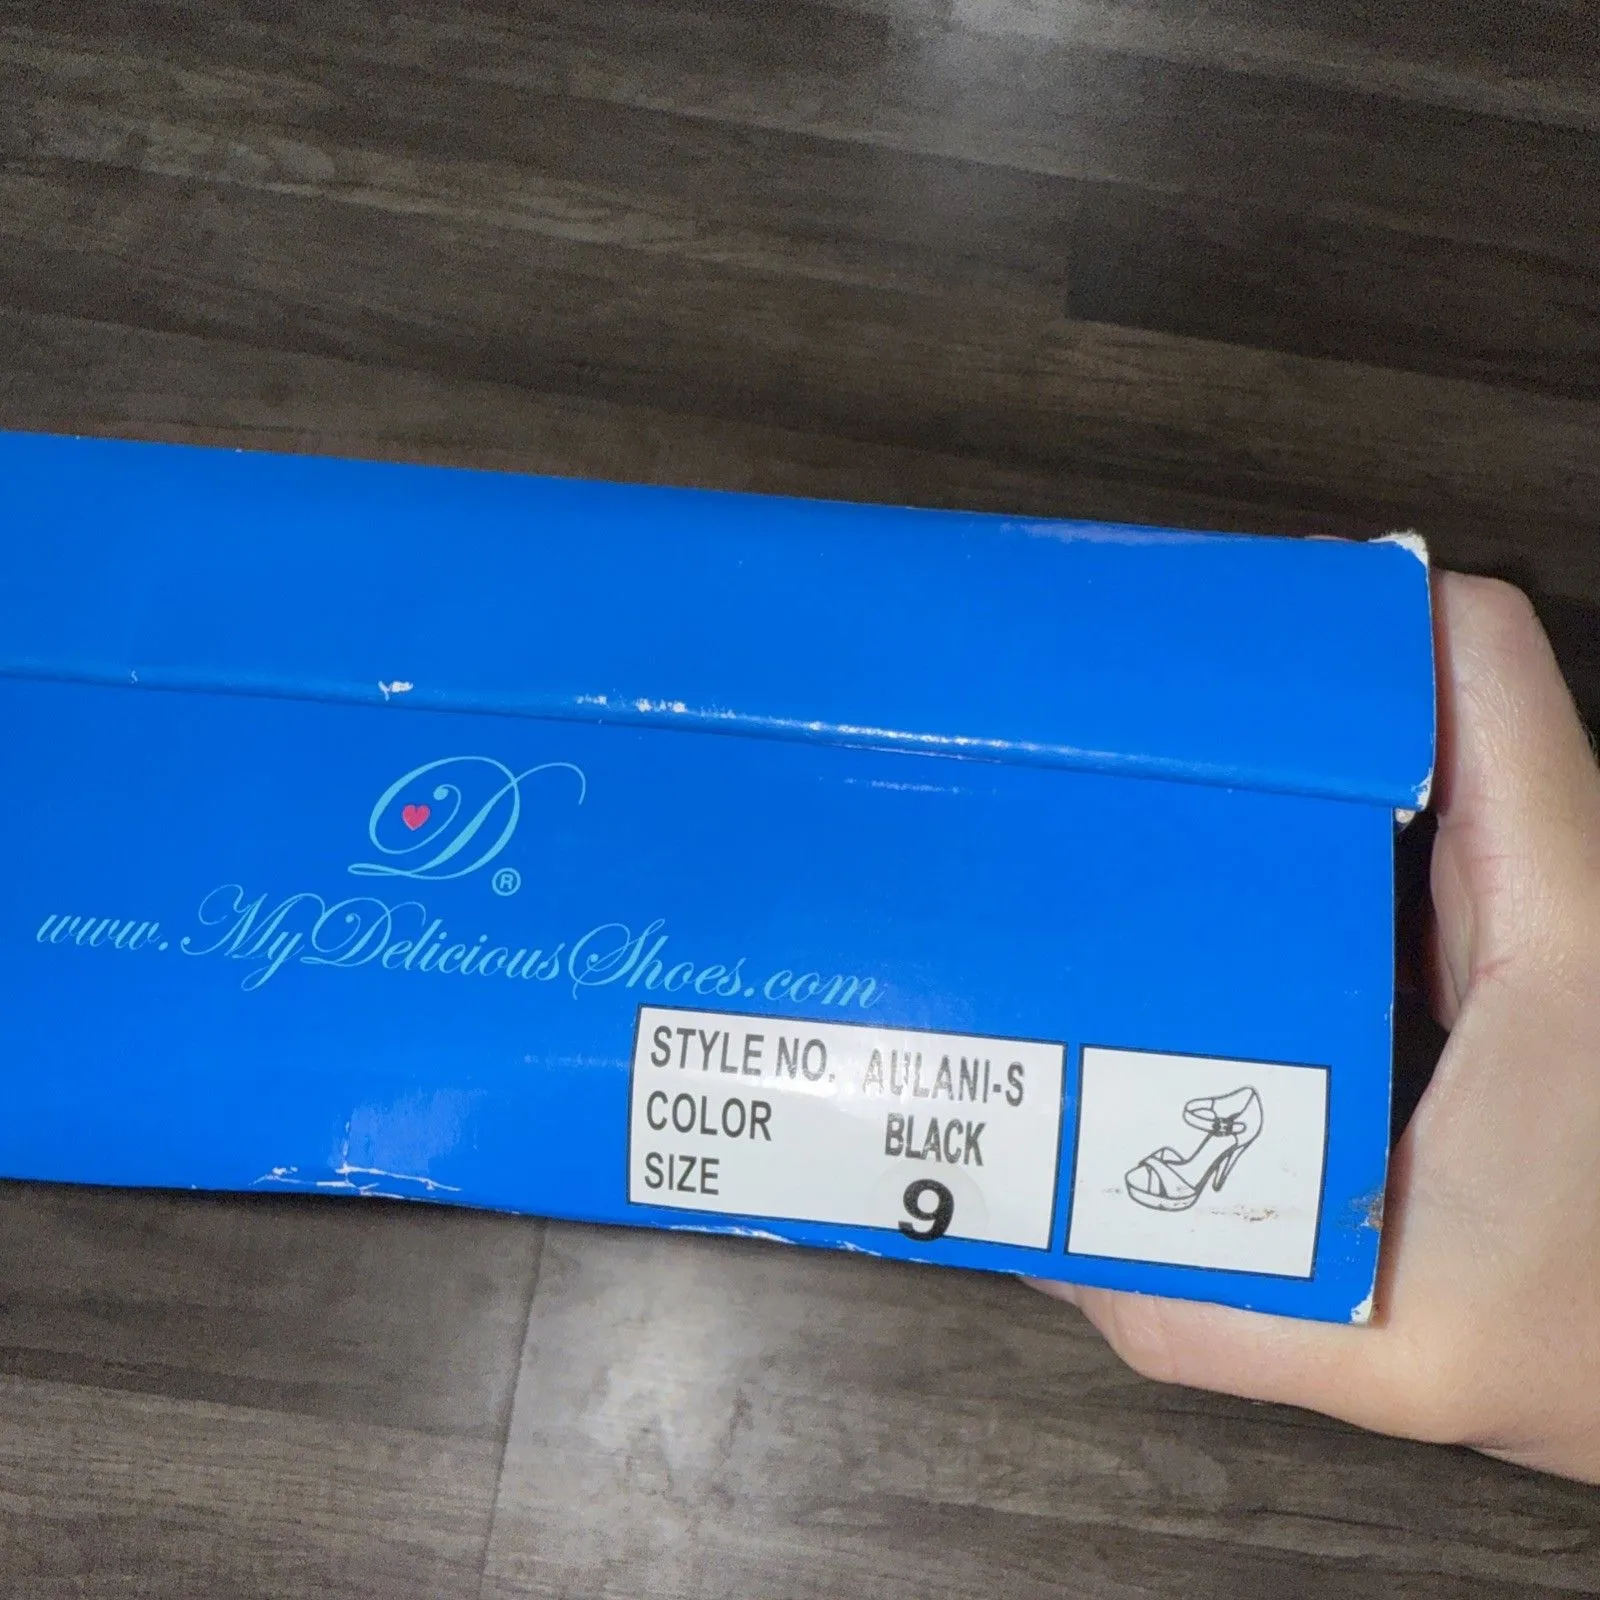 D®
www.MyDeliciousShoes.com
STYLE NO. AULANI-S
COLOR BLACK
SIZE 9